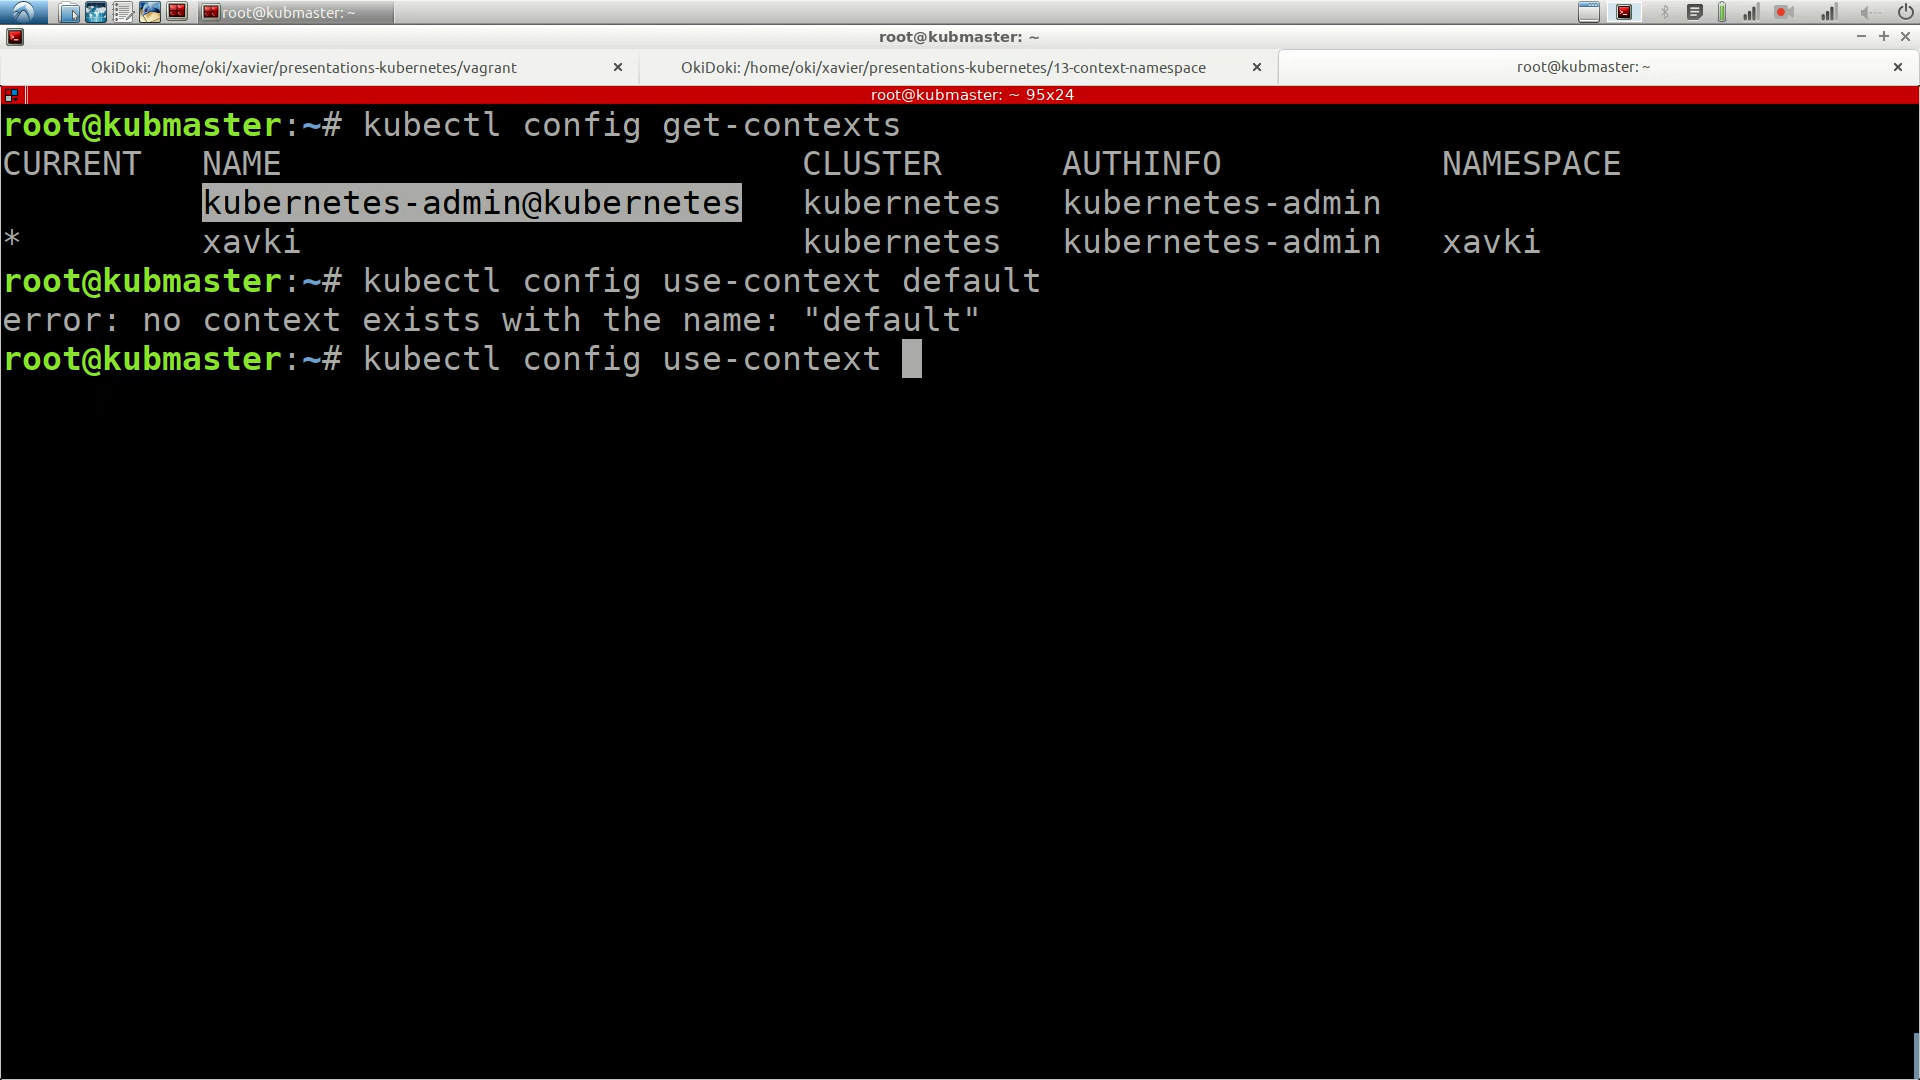 root@kubmaster: ~
root@kubmaster: ~
OkiDoki: /home/oki/xavier/presentations-kubernetes/vagrant
OkiDoki: /home/oki/xavier/presentations-kubernetes/13-context-namespace
root@kubmaster: ~
root@kubmaster: ~ 95x24
root@kubmaster:~# kubectl config get-contexts
CURRENT NAME CLUSTER AUTHINFO NAMESPACE
kubernetes-admin@kubernetes kubernetes kubernetes-admin
* xavki kubernetes kubernetes-admin xavki
root@kubmaster:~# kubectl config use-context default
error: no context exists with the name: "default"
root@kubmaster:~# kubectl config use-context